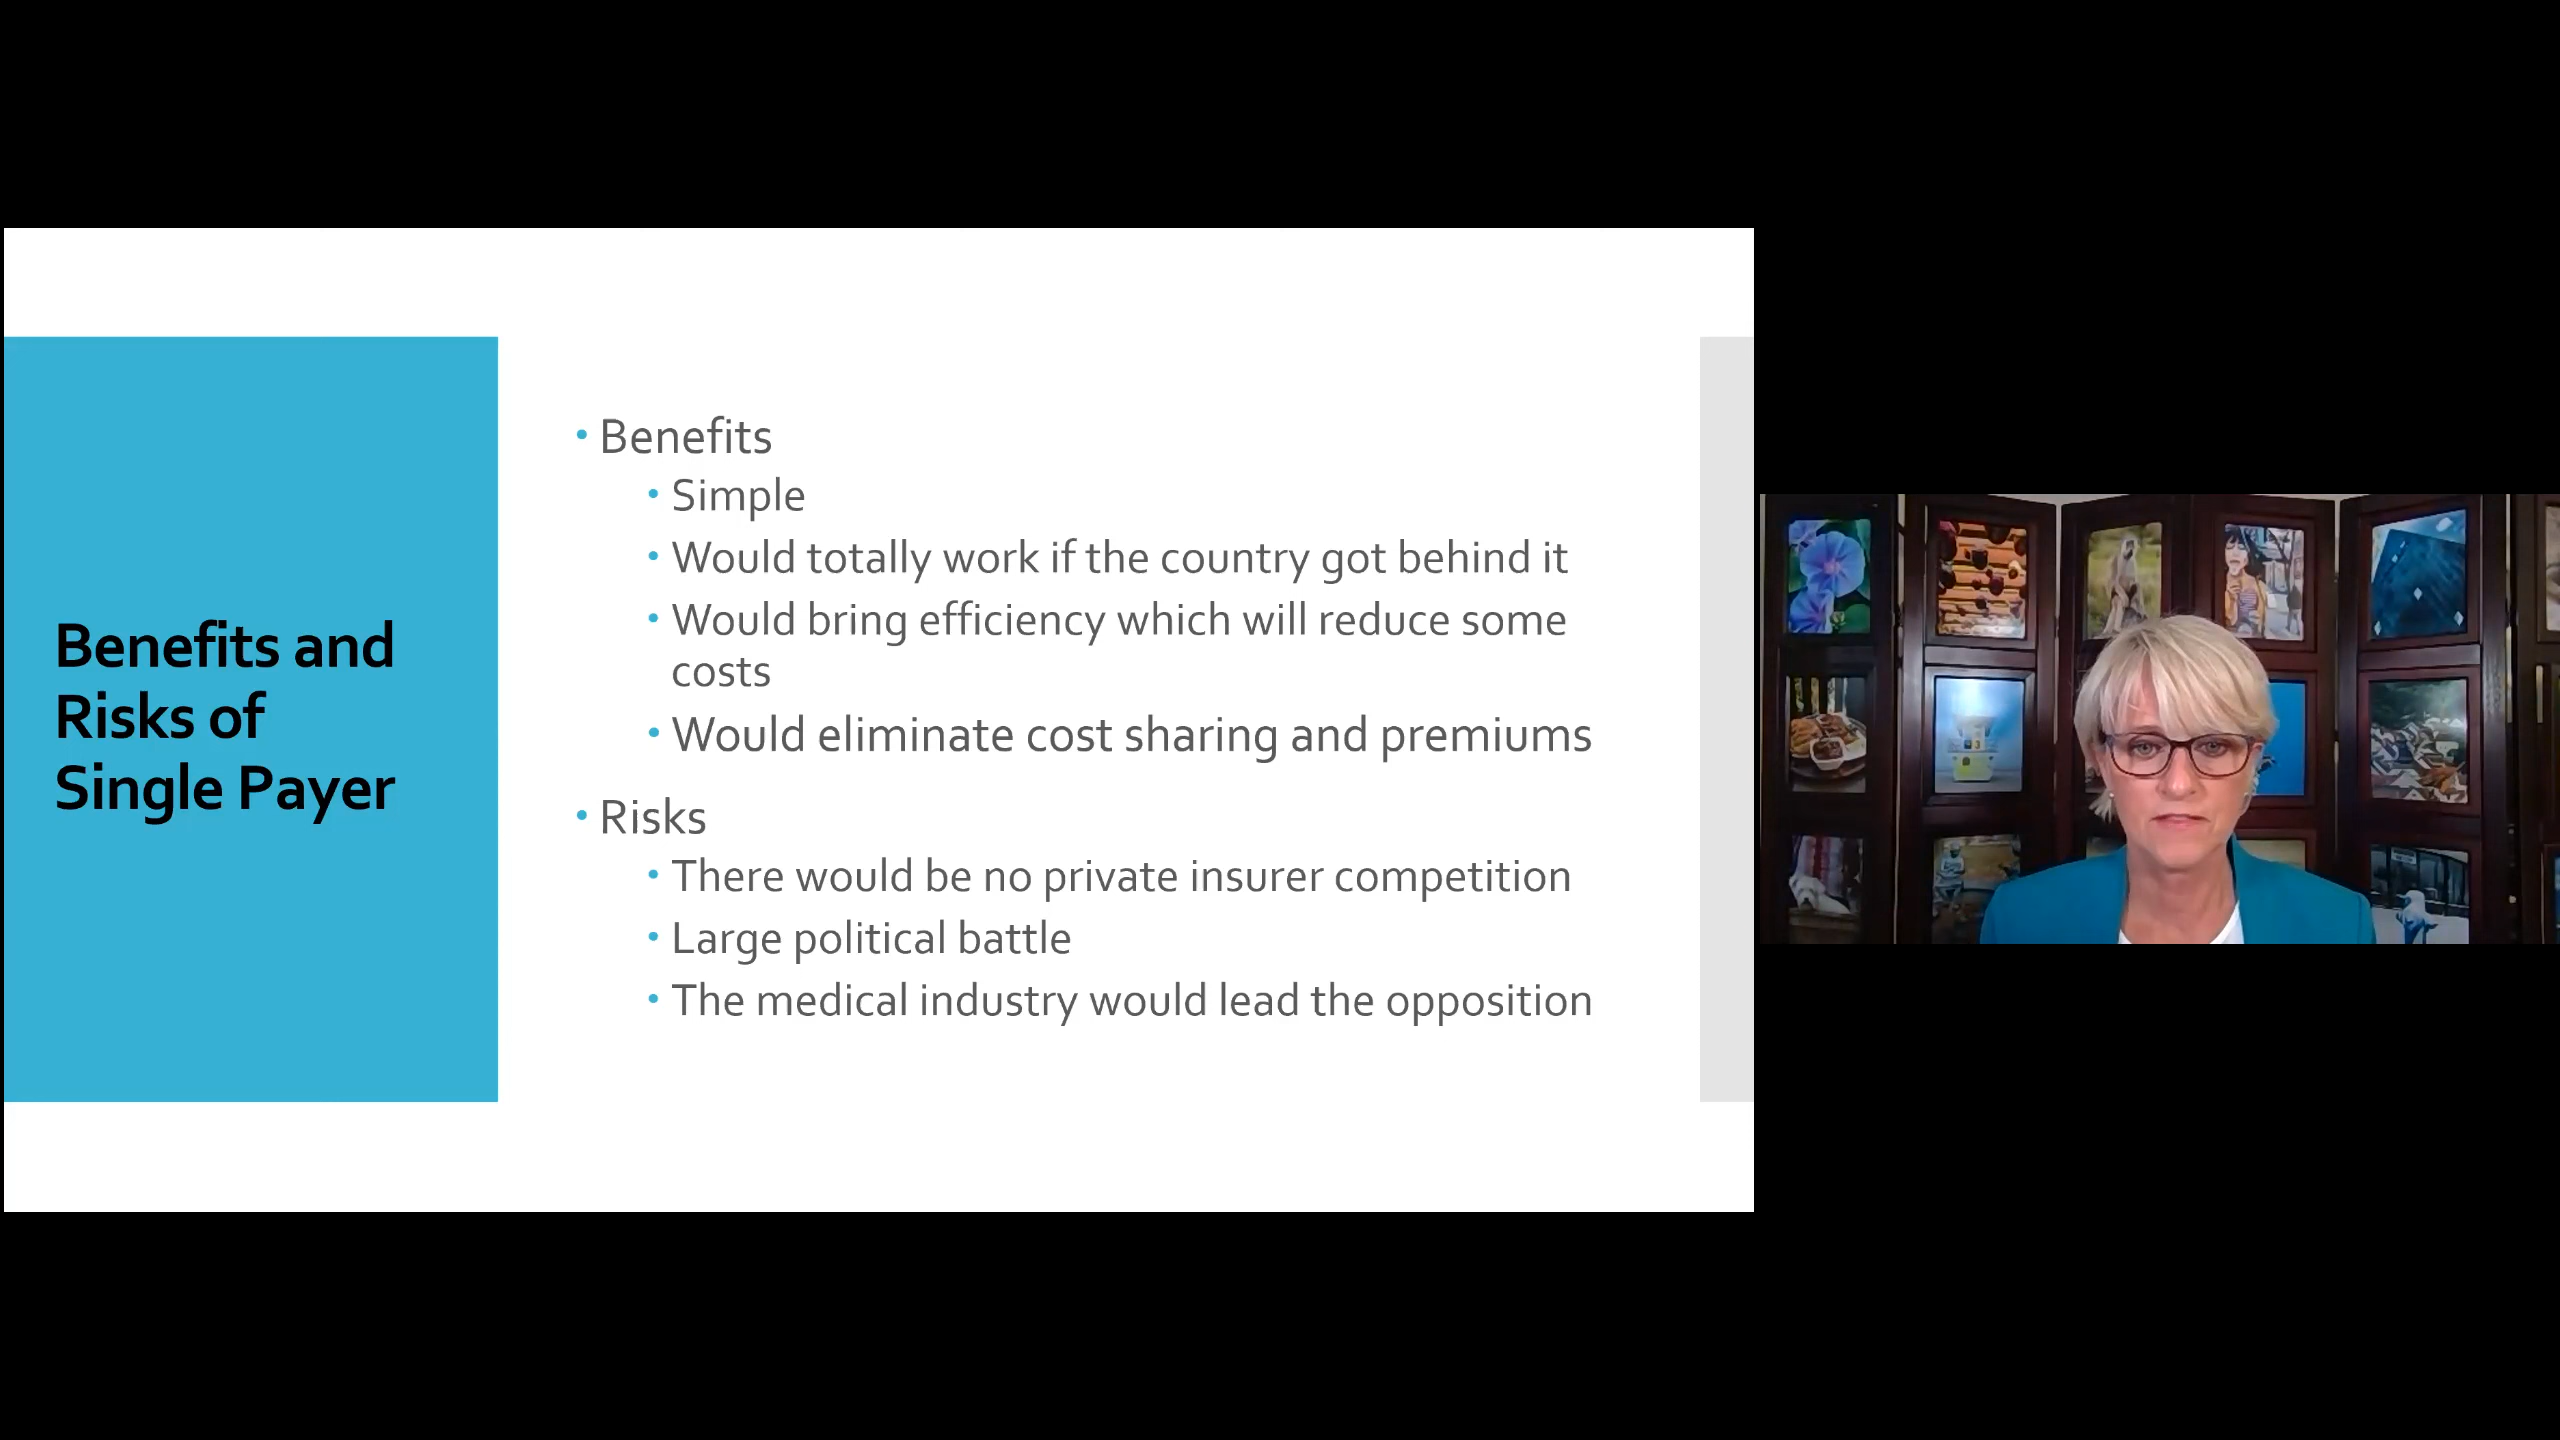 Benefits and
Risks of
Single Payer
• Benefits
• Simple
• Would totally work if the country got behind it
• Would bring efficiency which will reduce some
costs
• Would eliminate cost sharing and premiums
• Risks
• There would be no private insurer competition
• Large political battle
• The medical industry would lead the opposition